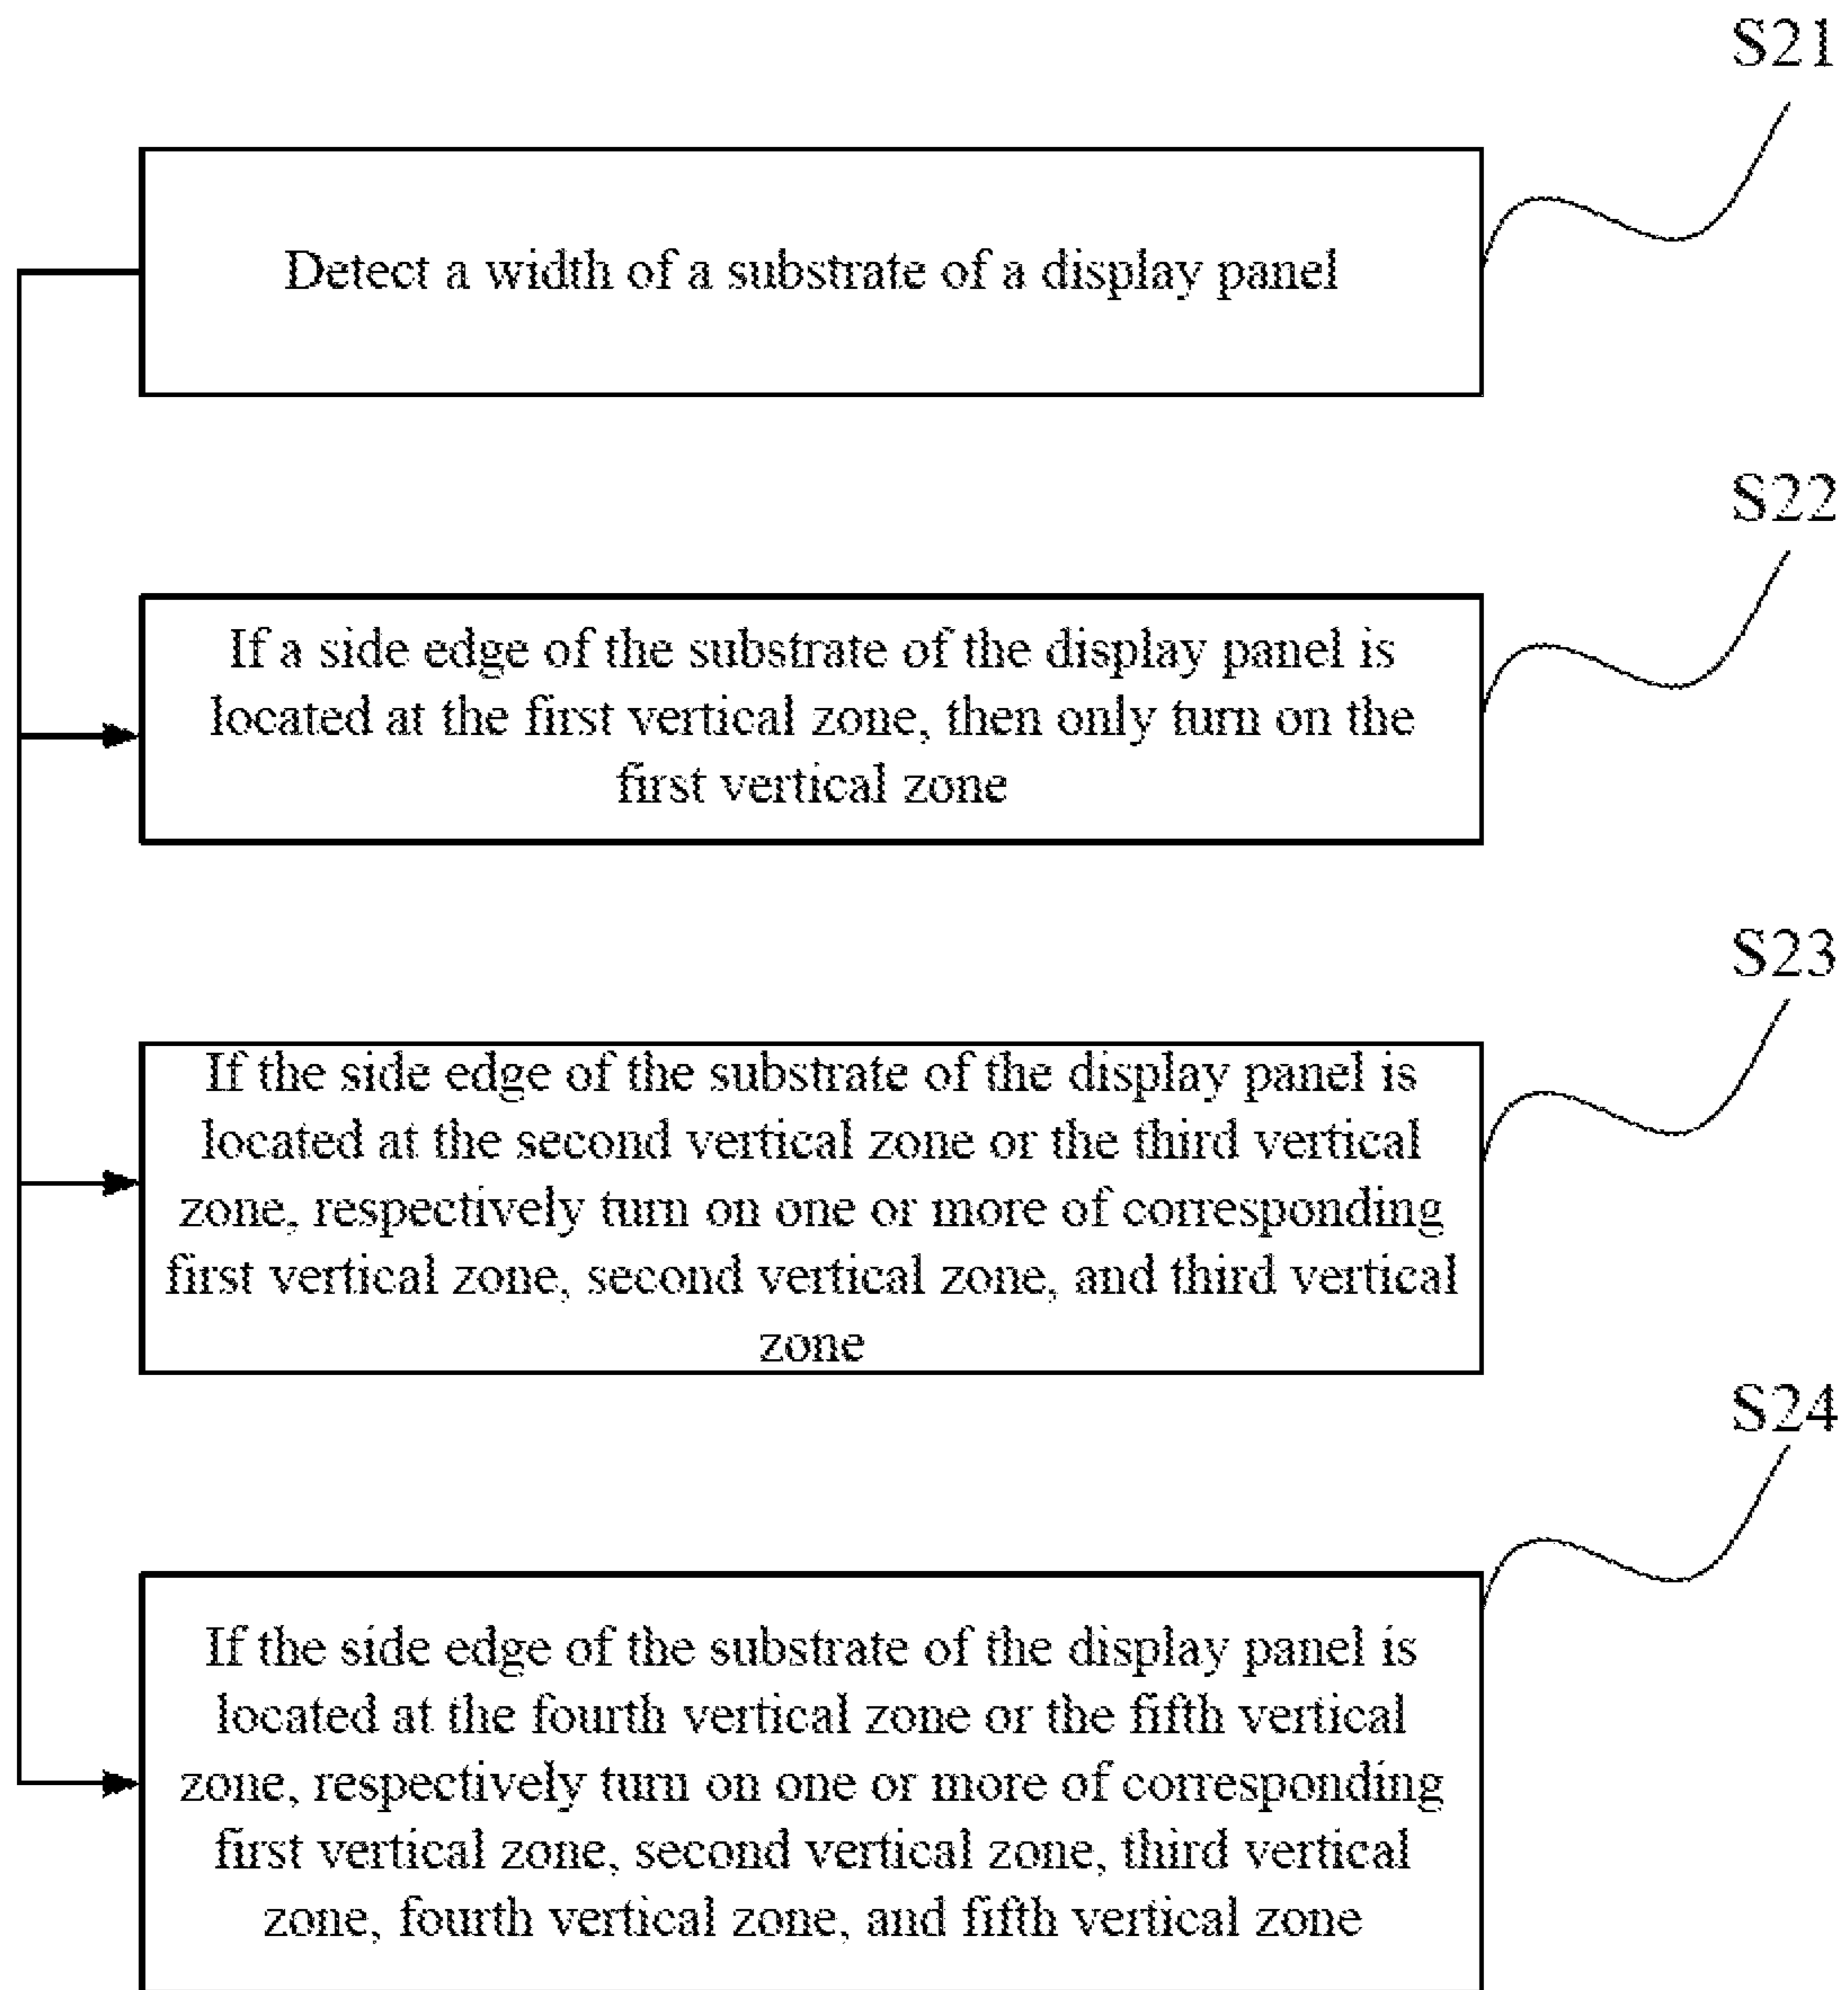 S21
Detect a width of a substrate of a display panel
S22
If a side edge of the substrate of the display panel is
located at the first vertical zone, then only turn on the
first vertical zone
S23
If the side edge of the substrate of the display panel is
located at the second vertical zone or the third vertical
zone, respectively turn on one or more of corresponding
first vertical zone, second vertical zone, and third vertical
zone
S24
If the side edge of the substrate of the display panel is
located at the fourth vertical zone or the fifth vertical
zone, respectively turn on one or more of corresponding
first vertical zone, second vertical zone, third vertical
zone, fourth vertical zone, and fifth vertical zone